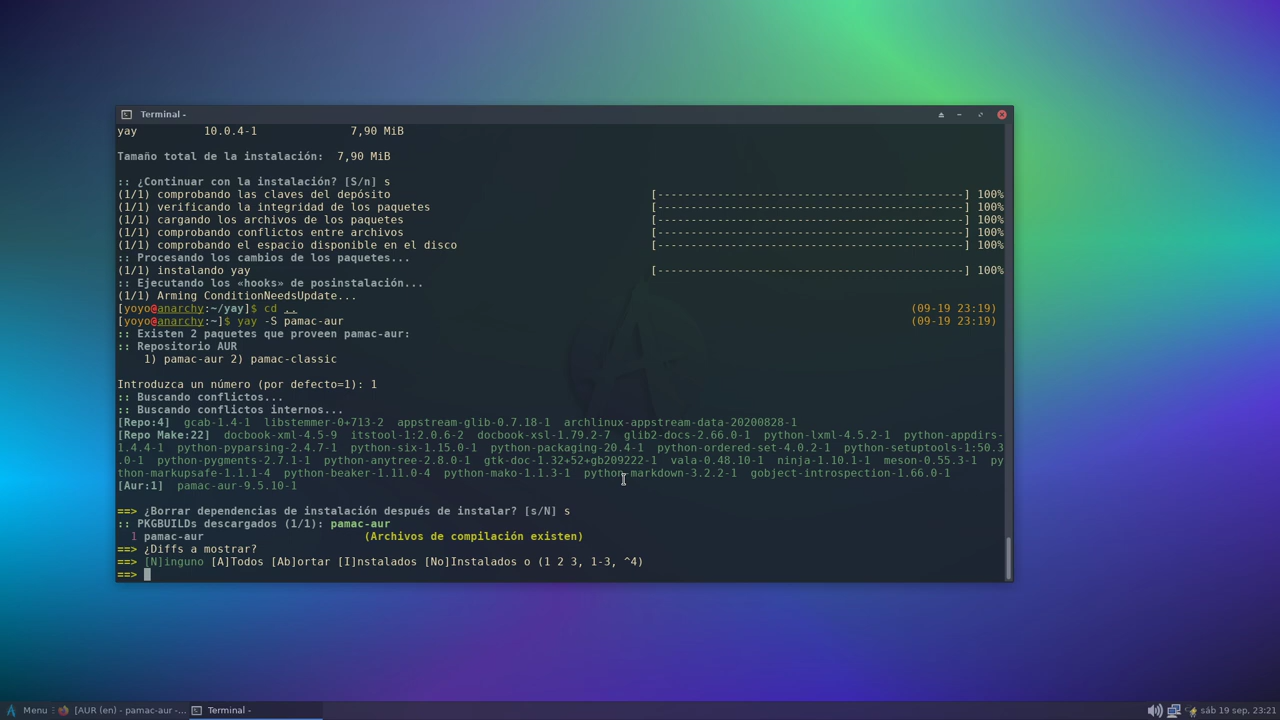 Terminal -
yay          10.0.4-1              7,90 MiB
Tamaño total de la instalación:  7,90 MiB
:: ¿Continuar con la instalación? [S/n] s
(1/1) comprobando las claves del depósito                                        [----------------------------------------------] 100%
(1/1) verificando la integridad de los paquetes                                  [----------------------------------------------] 100%
(1/1) cargando los archivos de los paquetes                                      [----------------------------------------------] 100%
(1/1) comprobando conflictos entre archivos                                      [----------------------------------------------] 100%
(1/1) comprobando el espacio disponible en el disco                              [----------------------------------------------] 100%
:: Procesando los cambios de los paquetes...
(1/1) instalando yay                                                             [----------------------------------------------] 100%
:: Ejecutando los «hooks» de posinstalación...
(1/1) Arming ConditionNeedsUpdate...
[yoyo@anarchy:~/yay]$ cd ..                                                      (09-19 23:19)
[yoyo@anarchy:~]$ yay -S pamac-aur                                               (09-19 23:19)
:: Existen 2 paquetes que proveen pamac-aur:
:: Repositorio AUR
    1) pamac-aur 2) pamac-classic
Introduzca un número (por defecto=1): 1
:: Buscando conflictos...
:: Buscando conflictos internos...
[Repo:4]  gcab-1.4-1  libstemmer-0+713-2  appstream-glib-0.7.18-1  archlinux-appstream-data-20200828-1
[Repo Make:22]  docbook-xml-4.5-9  itstool-1:2.0.6-2  docbook-xsl-1.79.2-7  glib2-docs-2.66.0-1  python-lxml-4.5.2-1  python-appdirs-
1.4.4-1  python-pyparsing-2.4.7-1  python-six-1.15.0-1  python-packaging-20.4-1  python-ordered-set-4.0.2-1  python-setuptools-1:50.3
.0-1  python-pygments-2.7.1-1  python-anytree-2.8.0-1  gtk-doc-1.32+52+gb209222-1  vala-0.48.10-1  ninja-1.10.1-1  meson-0.55.3-1  py
thon-markupsafe-1.1.1-4  python-beaker-1.11.0-4  python-mako-1.1.3-1  python-markdown-3.2.2-1  gobject-introspection-1.66.0-1
[Aur:1]  pamac-aur-9.5.10-1
==> ¿Borrar dependencias de instalación después de instalar? [s/N] s
:: PKGBUILDs descargados (1/1): pamac-aur
  1 pamac-aur                        (Archivos de compilación existen)
==> ¿Diffs a mostrar?
==> [N]inguno [A]Todos [Ab]ortar [I]nstalados [No]Instalados o (1 2 3, 1-3, ^4)
==>
Menu  [AUR (en) - pamac-aur -...  Terminal -  sáb 19 sep, 23:21